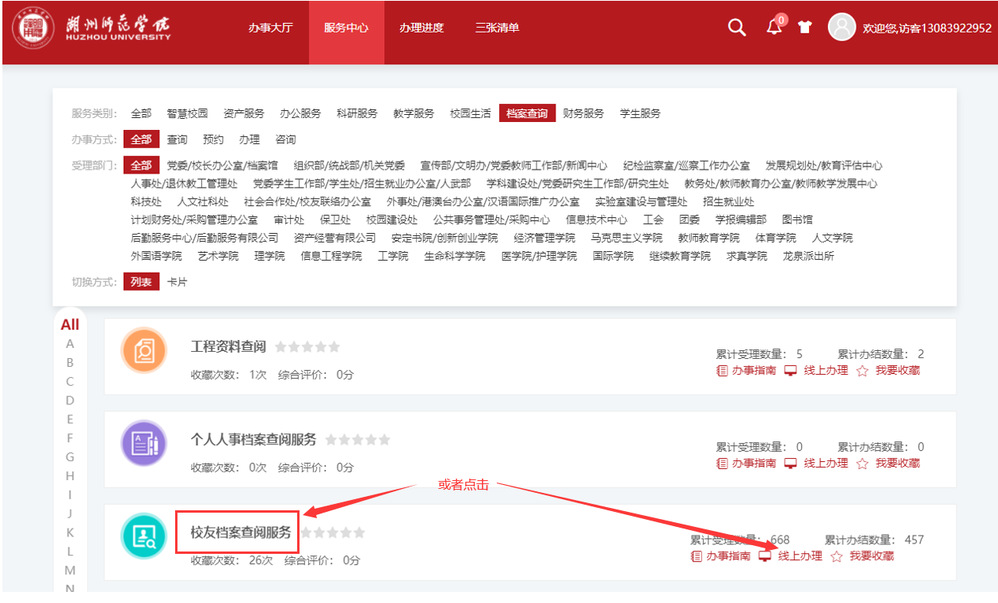 湖州师范学院
HUZHOU UNIVERSITY
办事大厅 服务中心 办理进度 三张清单 0 欢迎您,访客13083922952
服务类别: 全部 智慧校园 资产服务 办公服务 科研服务 教学服务 校园生活 档案查询 财务服务 学生服务
办事方式: 全部 查询 预约 办理 咨询
受理部门: 全部 党委/校长办公室/档案馆 组织部/统战部/机关党委 宣传部/文明办/党委教师工作部/新闻中心 纪检监察室/巡察工作办公室 发展规划处/教育评估中心
人事处/退休教工管理处 党委学生工作部/学生处/招生就业办公室/人武部 学科建设处/党委研究生工作部/研究生处 教务处/教师教育办公室/教师教学发展中心
科技处 人文社科处 社会合作处/校友联络办公室 外事处/港澳台办公室/汉语国际推广办公室 实验室建设与管理处 招生就业处
计划财务处/采购管理办公室 审计处 保卫处 校园建设处 公共事务管理处/采购中心 信息技术中心 工会 团委 学报编辑部 图书馆
后勤服务中心/后勤服务有限公司 资产经营有限公司 安定书院/创新创业学院 经济管理学院 马克思主义学院 教师教育学院 体育学院 人文学院
外国语学院 艺术学院 理学院 信息工程学院 工学院 生命科学学院 医学院/护理学院 国际学院 继续教育学院 求真学院 龙泉派出所
切换方式: 列表 卡片
All
A
B
C
D
E
F
G
H
I
J
K
L
M
N
工程资料查阅
收藏次数: 1次 综合评价: 0分
累计受理数量: 5 累计办结数量: 2
办事指南 线上办理 我要收藏
个人人事档案查阅服务
收藏次数: 0次 综合评价: 0分
累计受理数量: 0 累计办结数量: 0
办事指南 线上办理 我要收藏
或者点击
校友档案查阅服务
收藏次数: 26次 综合评价: 0分
累计受理数量: 668 累计办结数量: 457
办事指南 线上办理 我要收藏